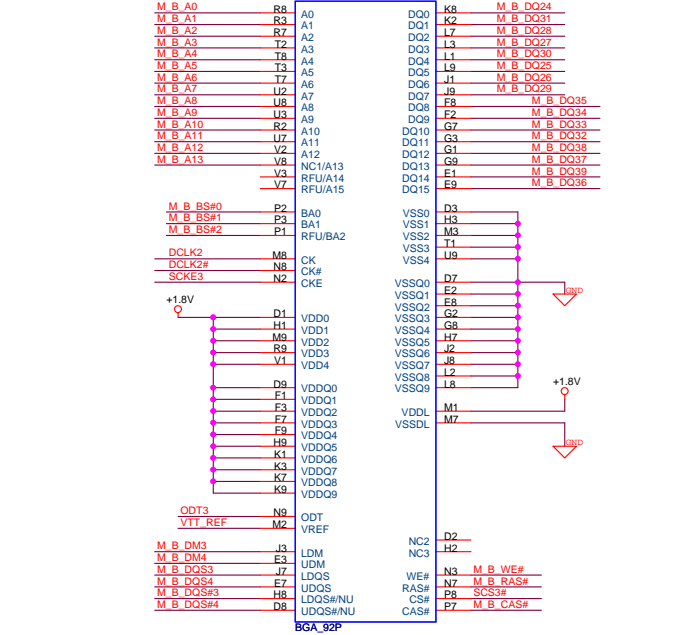 M_B_A0 R8 A0 DQ0 K8 M_B_DQ24
M_B_A1 R3 A1 DQ1 K2 M_B_DQ31
M_B_A2 R7 A2 DQ2 L7 M_B_DQ28
M_B_A3 T2 A3 DQ3 L3 M_B_DQ27
M_B_A4 T8 A4 DQ4 L1 M_B_DQ30
M_B_A5 T3 A5 DQ5 L9 M_B_DQ25
M_B_A6 T7 A6 DQ6 J1 M_B_DQ26
M_B_A7 U2 A7 DQ7 J9 M_B_DQ29
M_B_A8 U8 A8 DQ8 F8 M_B_DQ35
M_B_A9 U3 A9 DQ9 F2 M_B_DQ34
M_B_A10 R2 A10 DQ10 G7 M_B_DQ33
M_B_A11 U7 A11 DQ11 G3 M_B_DQ32
M_B_A12 V2 A12 DQ12 G1 M_B_DQ38
M_B_A13 V8 NC1/A13 DQ13 G9 M_B_DQ37
V3 RFU/A14 DQ14 E1 M_B_DQ39
V7 RFU/A15 DQ15 E9 M_B_DQ36
M_B_BS#0 P2 BA0 VSS0 D3
M_B_BS#1 P3 BA1 VSS1 H3
M_B_BS#2 P1 RFU/BA2 VSS2 M3
VSS3 T1
DCLK2 M8 CK VSS4 U9
DCLK2# N8 CK#
SCKE3 N2 CKE VSSQ0 D7
VSSQ1 E2 GND
+1.8V VSSQ2 E8
D1 VDD0 VSSQ3 G2
H1 VDD1 VSSQ4 G8
M9 VDD2 VSSQ5 H7
R9 VDD3 VSSQ6 J2
V1 VDD4 VSSQ7 J8
VSSQ8 L2
D9 VDDQ0 VSSQ9 L8 +1.8V
F1 VDDQ1
F3 VDDQ2 VDDL M1
F7 VDDQ3 VSSDL M7
F9 VDDQ4
H9 VDDQ5 GND
K1 VDDQ6
K3 VDDQ7
K7 VDDQ8
K9 VDDQ9
ODT3 N9 ODT
VTT_REF M2 VREF
NC2 D2
M_B_DM3 J3 LDM NC3 H2
M_B_DM4 E3 UDM
M_B_DQS3 J7 LDQS WE# N3 M_B_WE#
M_B_DQS4 E7 UDQS RAS# N7 M_B_RAS#
M_B_DQS#3 H8 LDQS#/NU CS# P8 SCS3#
M_B_DQS#4 D8 UDQS#/NU CAS# P7 M_B_CAS#
BGA_92P